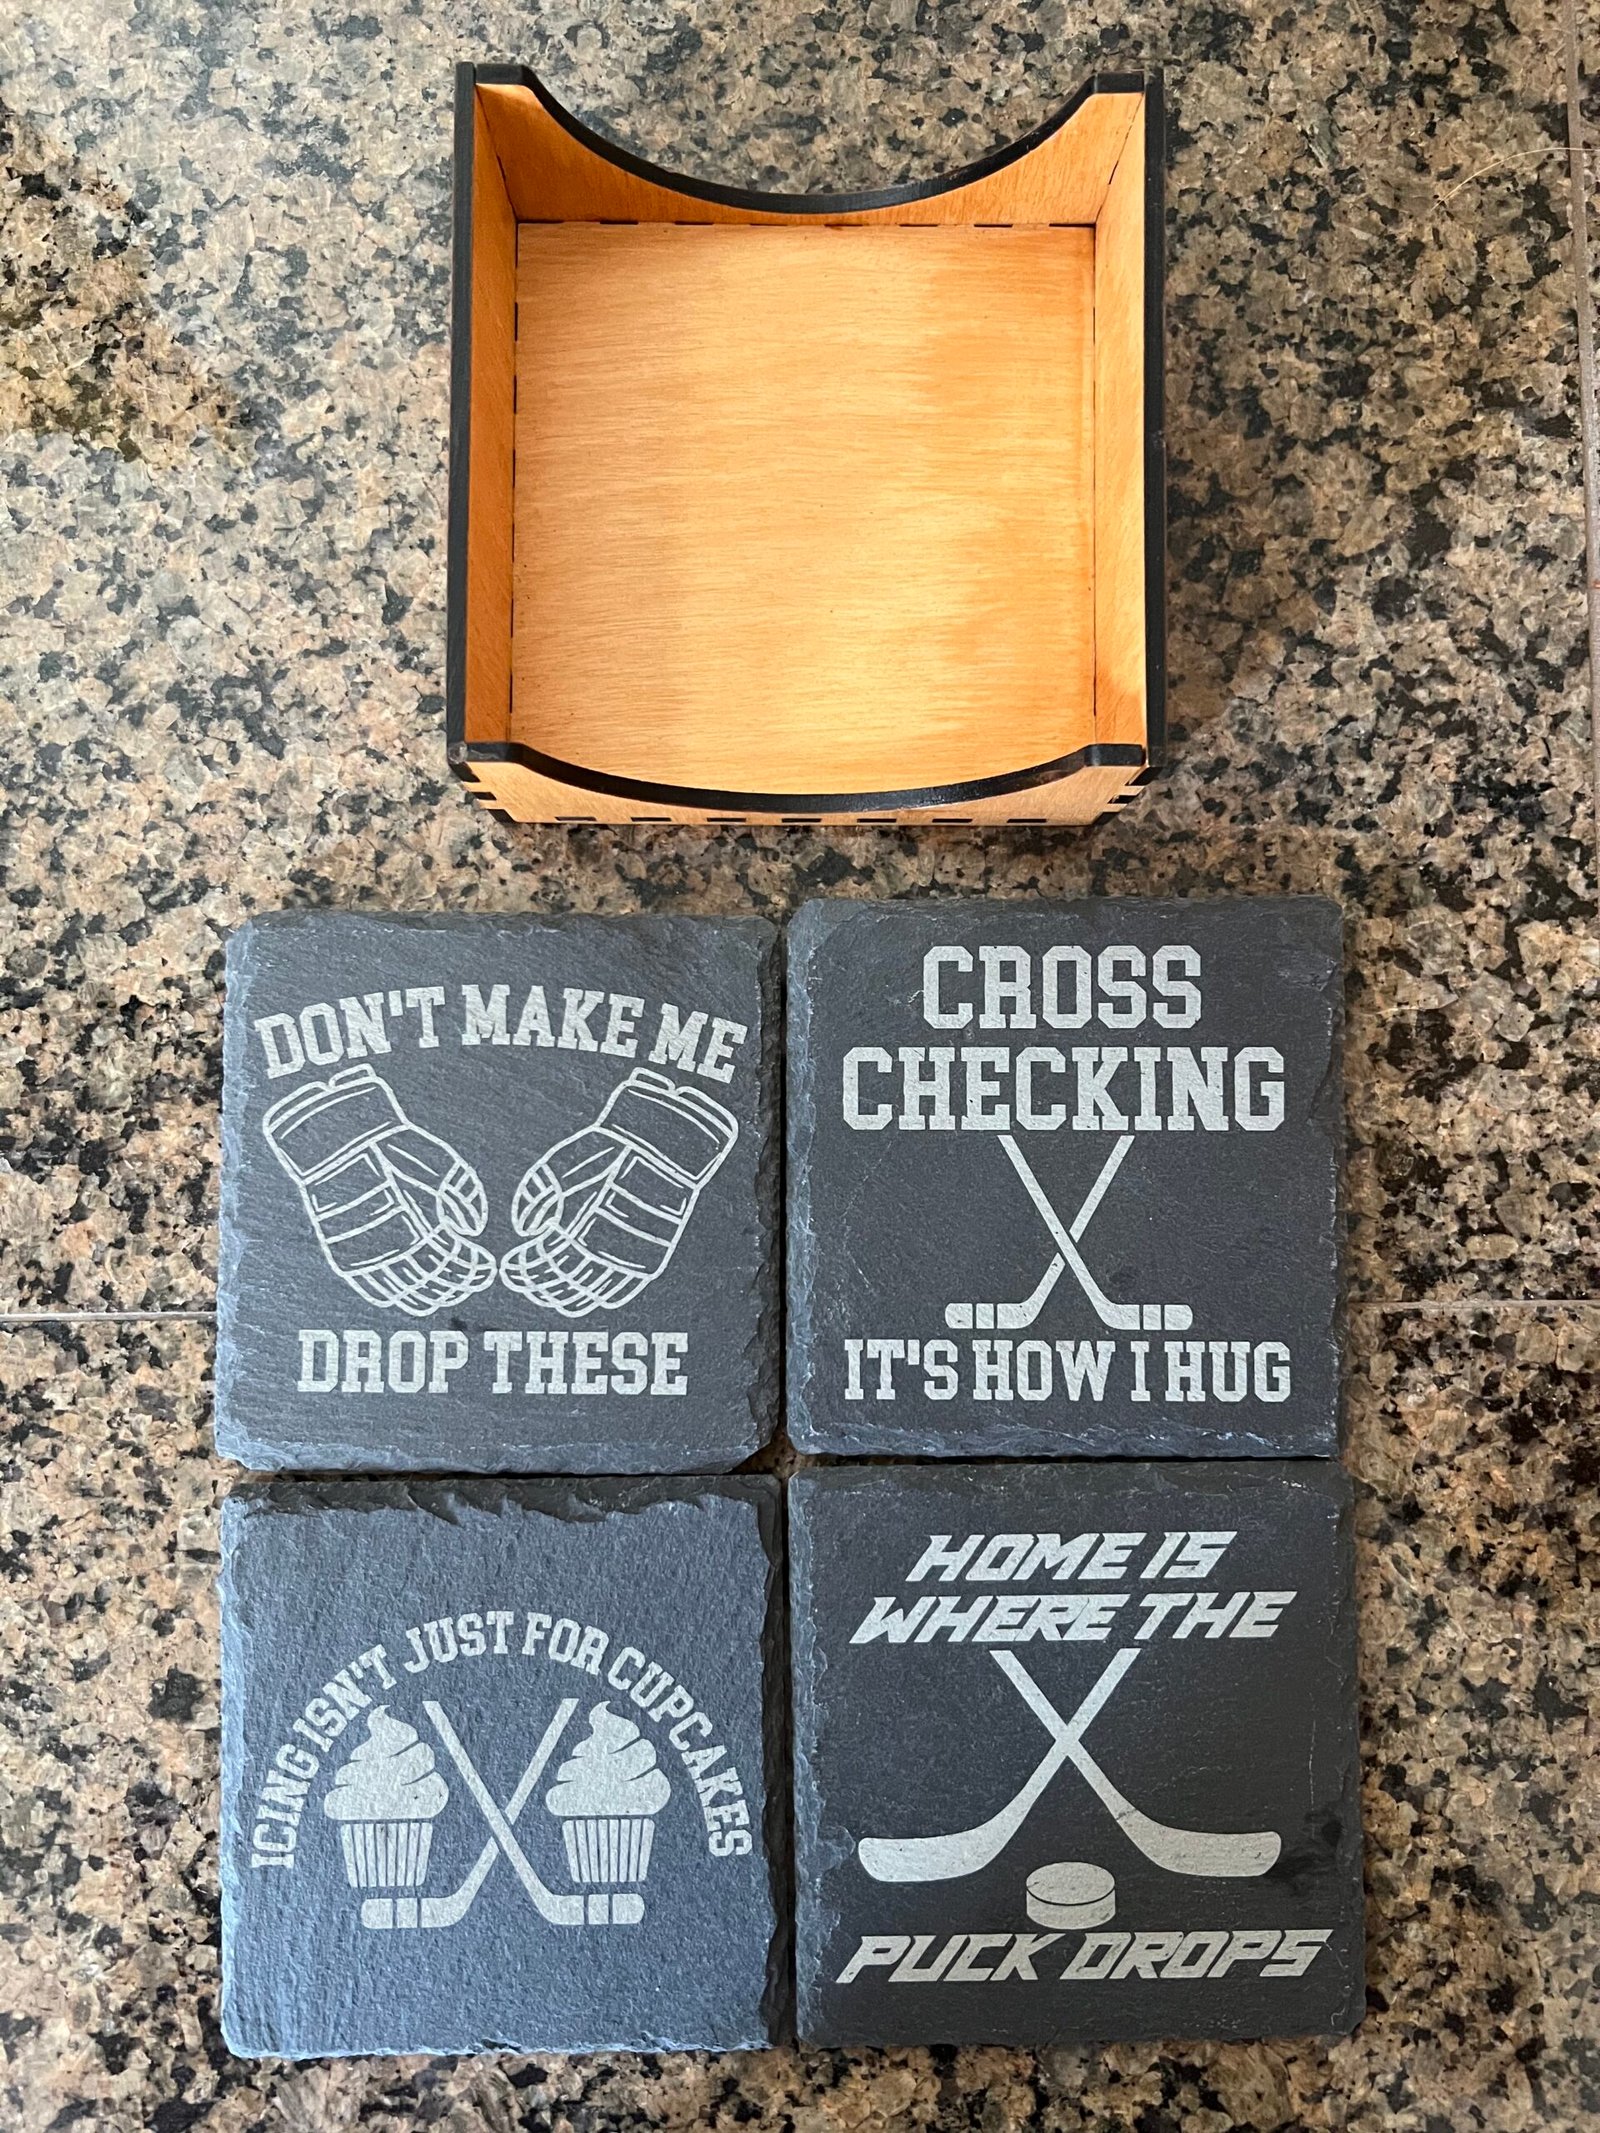 DON'T MAKE ME
DROP THESE
CROSS
CHECKING
IT'S HOW I HUG
ICING ISN'T JUST FOR CUPCAKES
HOME IS
WHERE THE
PUCK DROPS